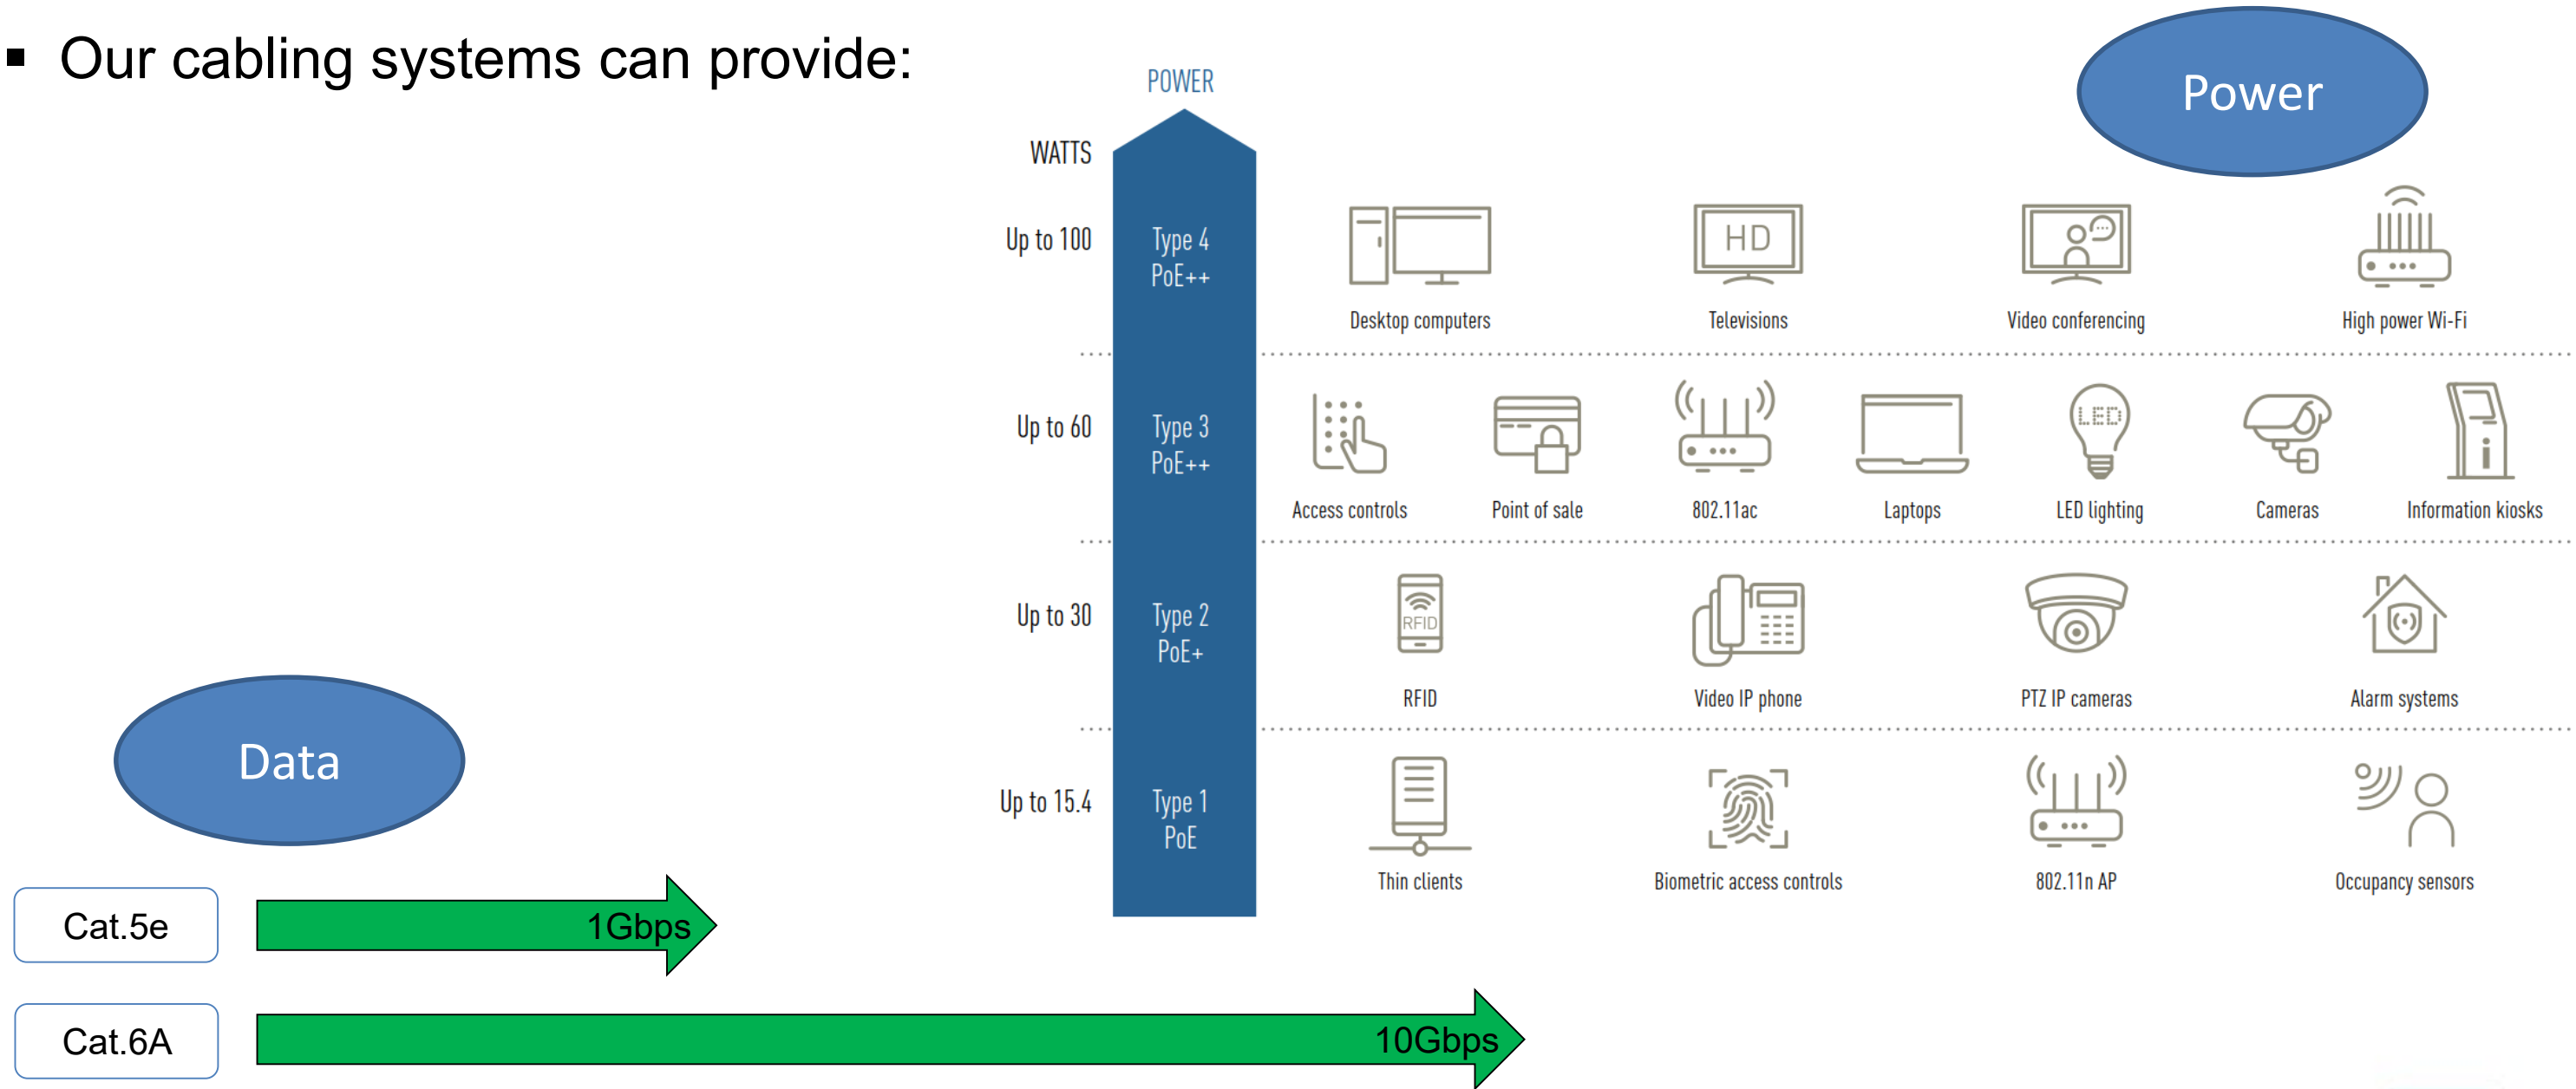 ▪ Our cabling systems can provide:
Power
POWER
WATTS
Up to 100
Type 4
PoE++
HD
Desktop computers
Televisions
Video conferencing
High power Wi-Fi
Up to 60
Type 3
PoE++
LED
i
Access controls
Point of sale
802.11ac
Laptops
LED lighting
Cameras
Information kiosks
Up to 30
Type 2
PoE+
RFID
RFID
Video IP phone
PTZ IP cameras
Alarm systems
Data
Up to 15.4
Type 1
PoE
Thin clients
Biometric access controls
802.11n AP
Occupancy sensors
Cat.5e
1Gbps
Cat.6A
10Gbps